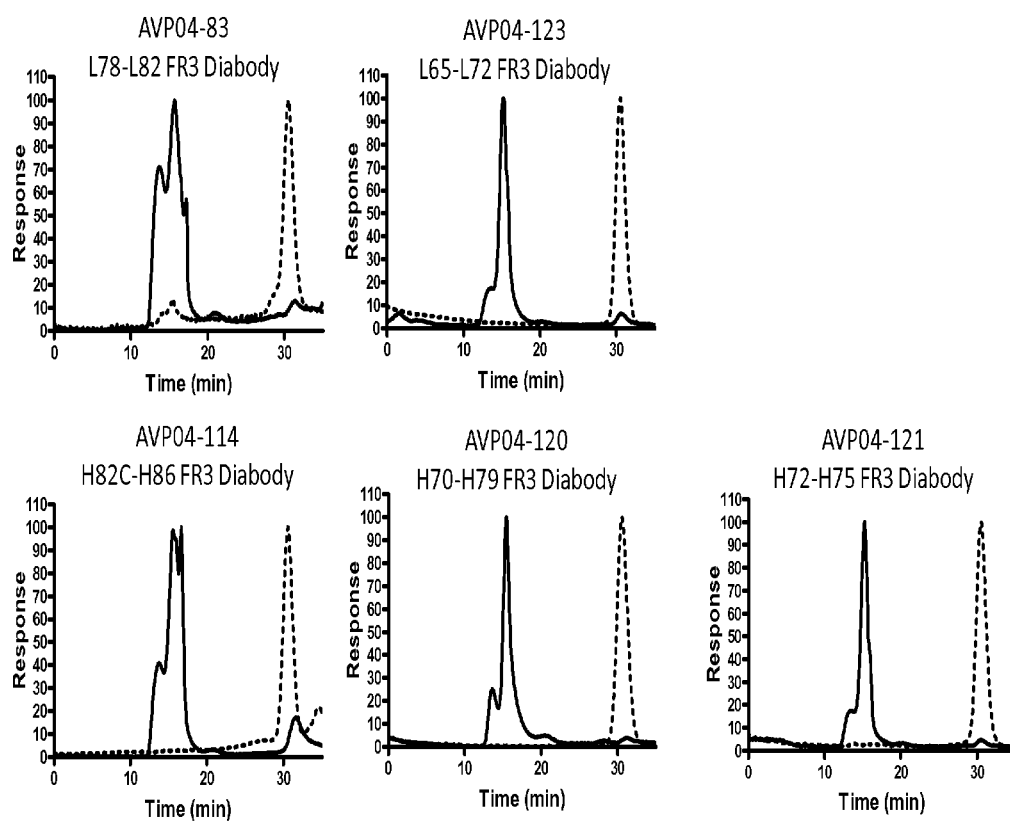 AVP04-83
L78-L82 FR3 Diabody
110
100
90
80
70
60
50
40
30
20
10
0
Response
0 10 20 30
Time (min)
AVP04-123
L65-L72 FR3 Diabody
110
100
90
80
70
60
50
40
30
20
10
0
Response
0 10 20 30
Time (min)
AVP04-114
H82C-H86 FR3 Diabody
110
100
90
80
70
60
50
40
30
20
10
0
Response
0 10 20 30
Time (min)
AVP04-120
H70-H79 FR3 Diabody
110
100
90
80
70
60
50
40
30
20
10
0
Response
0 10 20 30
Time (min)
AVP04-121
H72-H75 FR3 Diabody
110
100
90
80
70
60
50
40
30
20
10
0
Response
0 10 20 30
Time (min)